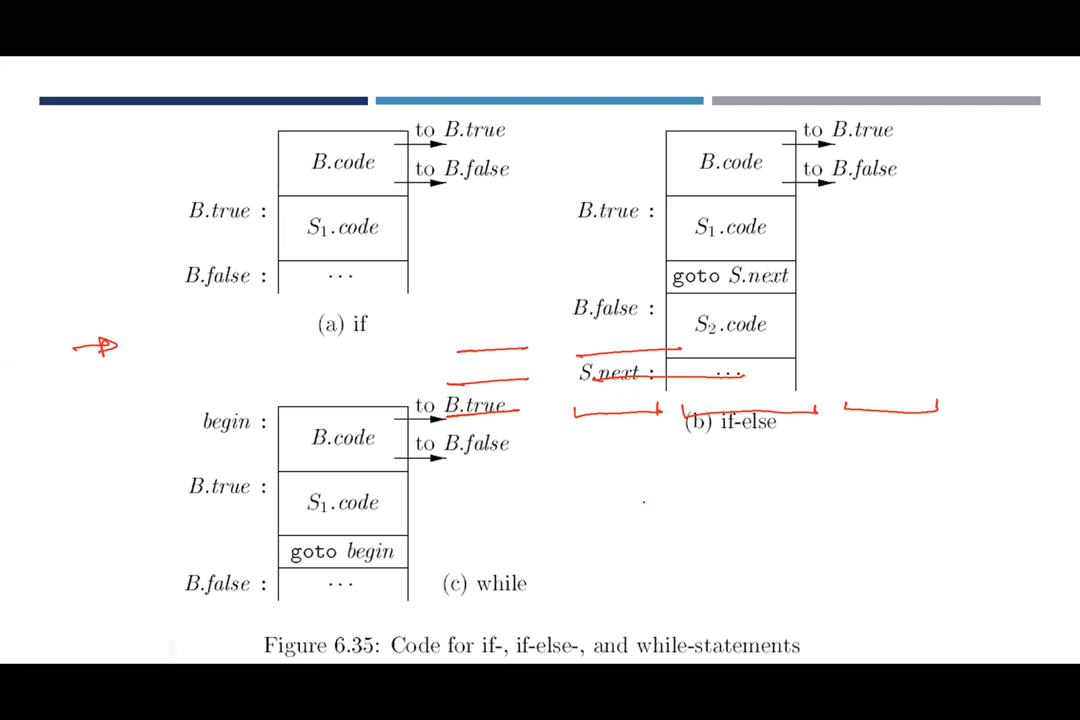 to B.true
B.code
to B.false
B.true :
S₁.code
B.false :
...
(a) if
to B.true
B.code
to B.false
B.true :
S₁.code
goto S.next
B.false :
S₂.code
S.next :
...
(b) if-else
begin :
to B.true
B.code
to B.false
B.true :
S₁.code
goto begin
B.false :
...
(c) while
Figure 6.35: Code for if-, if-else-, and while-statements